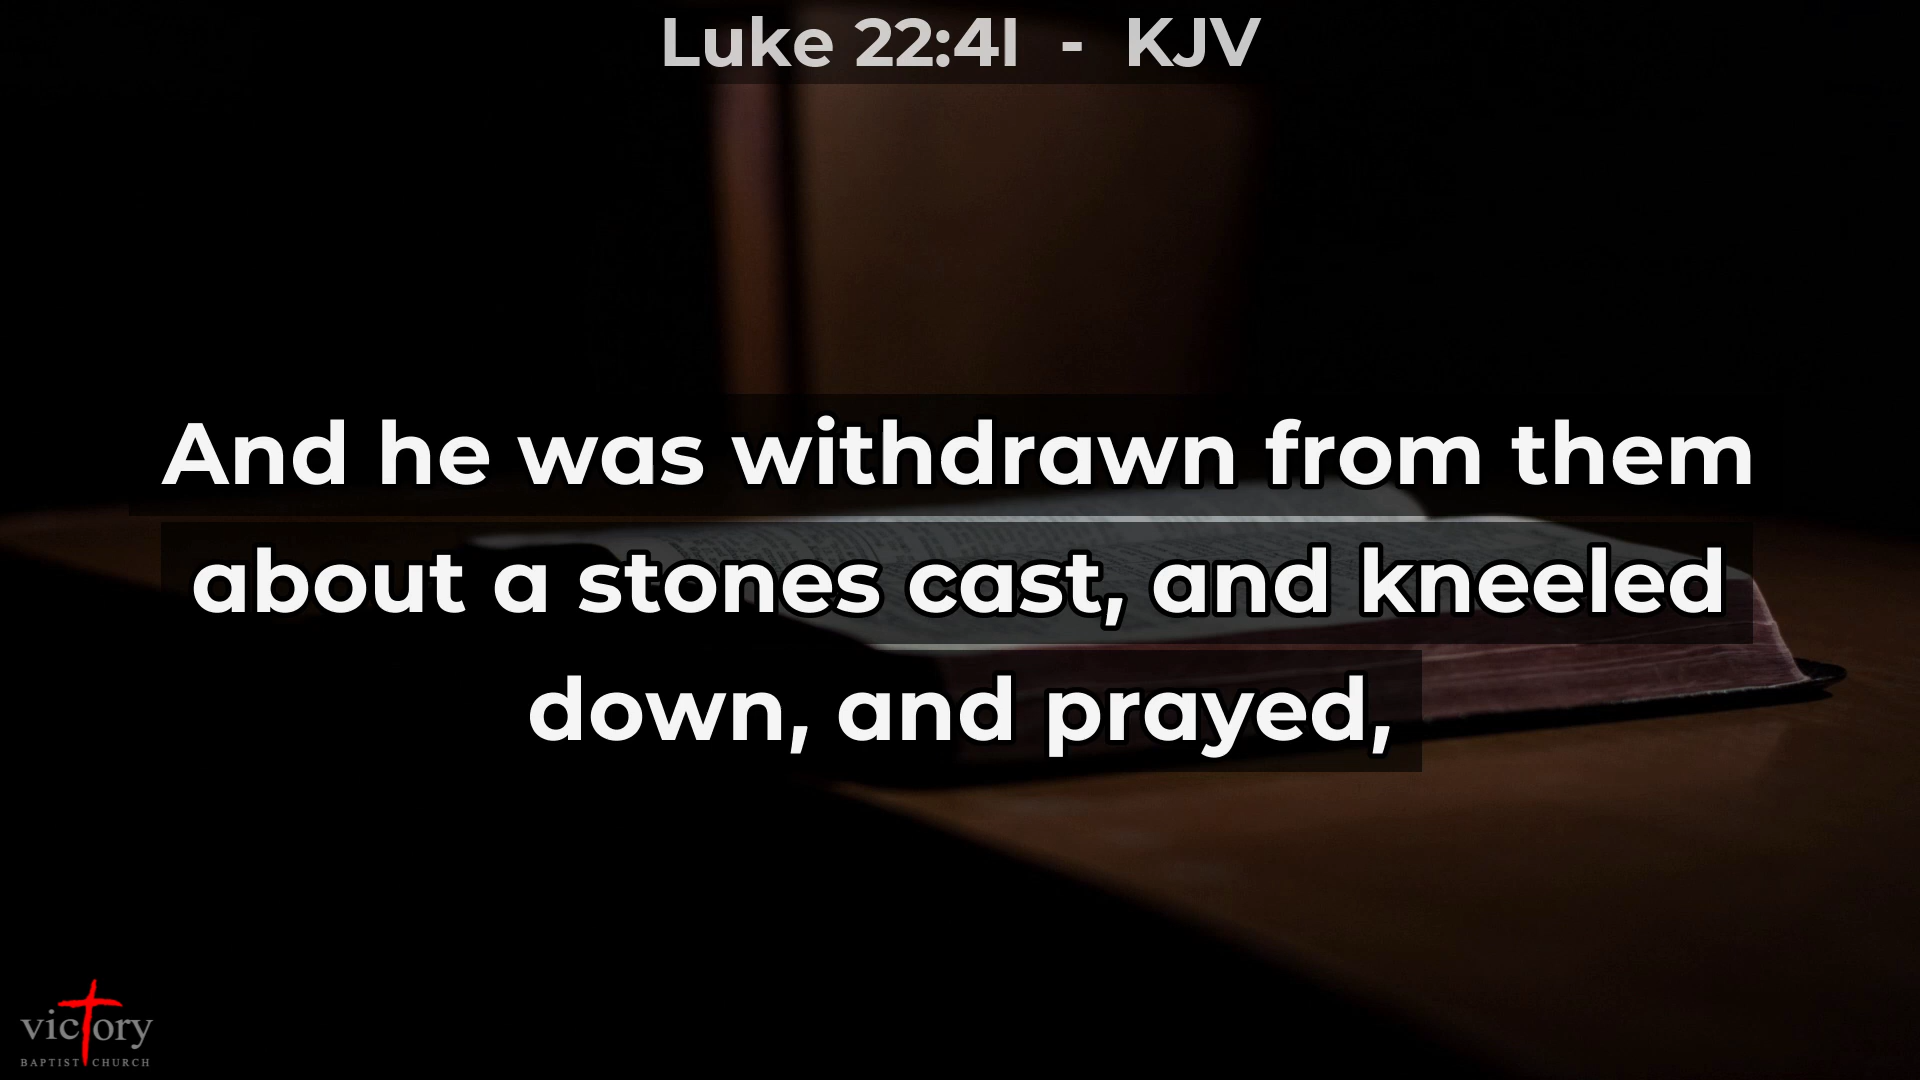 Luke 22:41 - KJV
And he was withdrawn from them
about a stones cast, and kneeled
down, and prayed,
victory
BAPTIST CHURCH